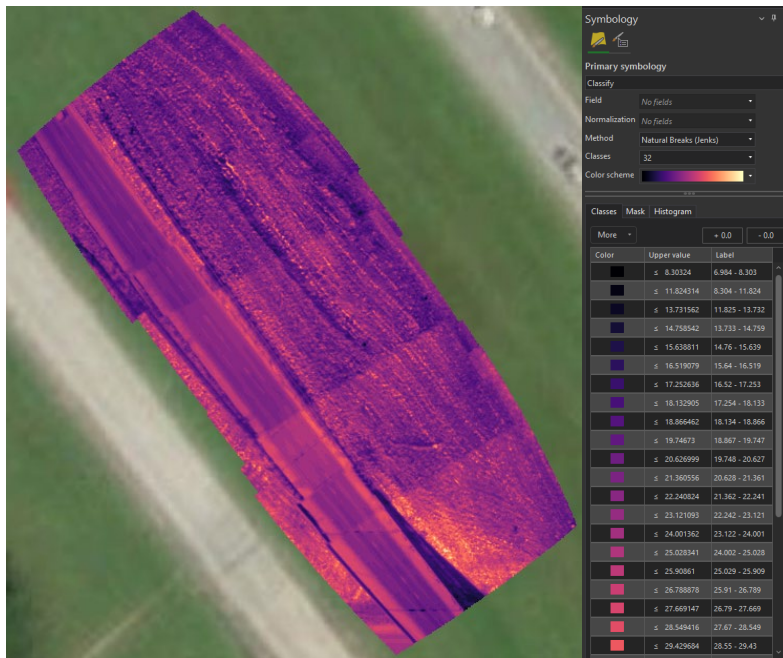 Symbology
Primary symbology
Classify
Field No fields
Normalization No fields
Method Natural Breaks (Jenks)
Classes 32
Color scheme
Classes Mask Histogram
More + 0.0 - 0.0
Color Upper value Label
≤ 8.30324 6.984 - 8.303
≤ 11.824314 8.304 - 11.824
≤ 13.731562 11.825 - 13.732
≤ 14.758542 13.733 - 14.759
≤ 15.638811 14.76 - 15.639
≤ 16.519079 15.64 - 16.519
≤ 17.252636 16.52 - 17.253
≤ 18.132905 17.254 - 18.133
≤ 18.866462 18.134 - 18.866
≤ 19.74673 18.867 - 19.747
≤ 20.626999 19.748 - 20.627
≤ 21.360556 20.628 - 21.361
≤ 22.240824 21.362 - 22.241
≤ 23.121093 22.242 - 23.121
≤ 24.001362 23.122 - 24.001
≤ 25.028341 24.002 - 25.028
≤ 25.90861 25.029 - 25.909
≤ 26.788878 25.91 - 26.789
≤ 27.669147 26.79 - 27.669
≤ 28.549416 27.67 - 28.549
≤ 29.429684 28.55 - 29.43